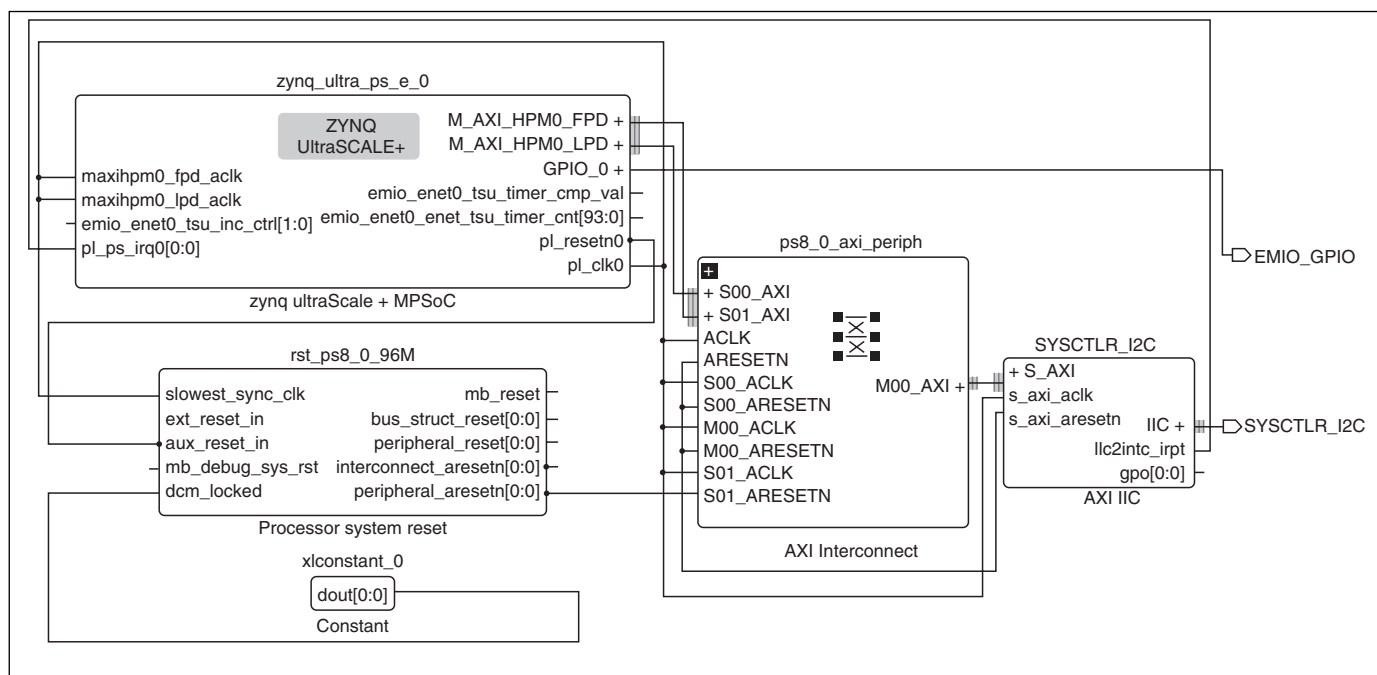 zynq_ultra_ps_e_0
ZYNQ
UltraSCALE+
M_AXI_HPM0_FPD +
M_AXI_HPM0_LPD +
GPIO_0 +
maxihpm0_fpd_aclk
maxihpm0_lpd_aclk
emio_enet0_tsu_inc_ctrl[1:0]
pl_ps_irq0[0:0]
emio_enet0_tsu_timer_cmp_val
emio_enet0_enet_tsu_timer_cnt[93:0]
pl_resetn0
pl_clk0
zynq ultraScale + MPSoC
rst_ps8_0_96M
slowest_sync_clk
ext_reset_in
aux_reset_in
mb_debug_sys_rst
dcm_locked
mb_reset
bus_struct_reset[0:0]
peripheral_reset[0:0]
interconnect_aresetn[0:0]
peripheral_aresetn[0:0]
Processor system reset
xlconstant_0
dout[0:0]
Constant
ps8_0_axi_periph
+
+ S00_AXI
+ S01_AXI
ACLK
ARESETN
S00_ACLK
S00_ARESETN
M00_ACLK
M00_ARESETN
S01_ACLK
S01_ARESETN
M00_AXI +
AXI Interconnect
SYSCTLR_I2C
+ S_AXI
s_axi_aclk
s_axi_aresetn
IIC +
Ilc2intc_irpt
gpo[0:0]
AXI IIC
EMIO_GPIO
SYSCTLR_I2C